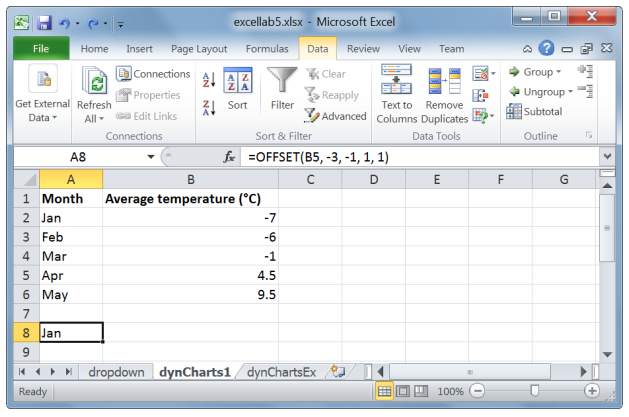 excellab5.xlsx - Microsoft Excel
File Home Insert Page Layout Formulas Data Review View Team
Get External Data
Refresh All
Connections
Properties
Edit Links
Connections
Sort
Filter
Clear
Reapply
Advanced
Sort & Filter
Text to Columns
Remove Duplicates
Data Tools
Group
Ungroup
Subtotal
Outline
A8 fx =OFFSET(B5, -3, -1, 1, 1)
A B C D E F G
1 Month Average temperature (°C)
2 Jan -7
3 Feb -6
4 Mar -1
5 Apr 4.5
6 May 9.5
7
8 Jan
9
dropdown dynCharts1 dynChartsEx
Ready 100%